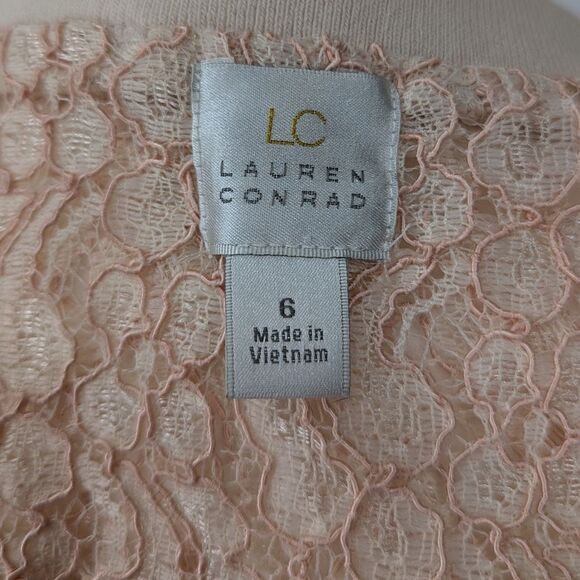 LC
LAUREN
CONRAD
6
Made in
Vietnam